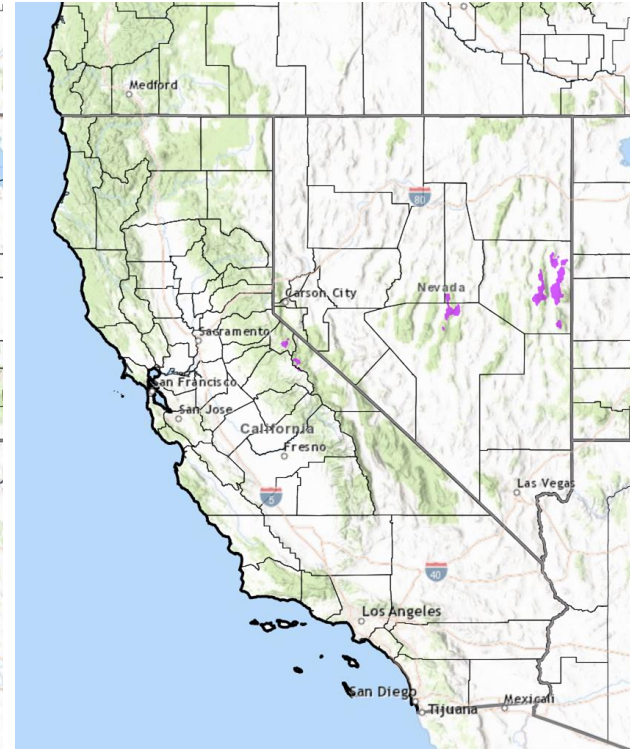 Medford
80
Nevada
Carson City
Sacramento
San Francisco
San Jose
California
Fresno
5
Las Vegas
40
Los Angeles
San Diego
Tijuana
Mexicali